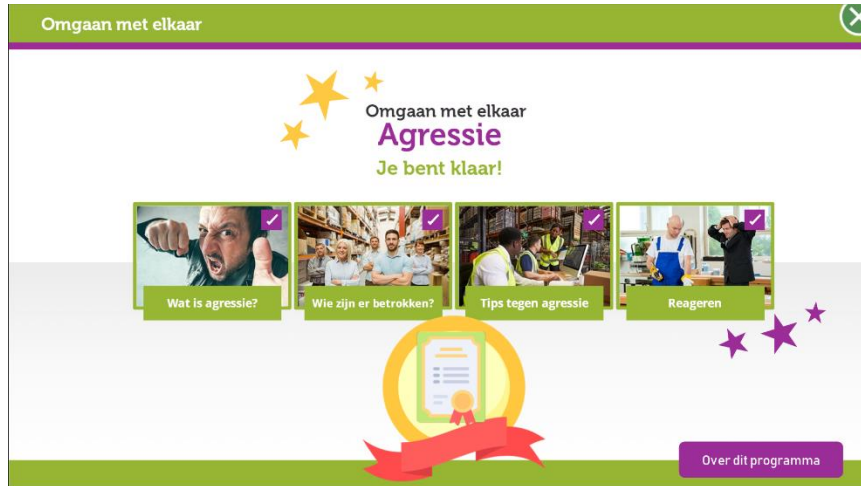 Omgaan met elkaar
Omgaan met elkaar
Agressie
Je bent klaar!
Wat is agressie?
Wie zijn er betrokken?
Tips tegen agressie
Reageren
Over dit programma